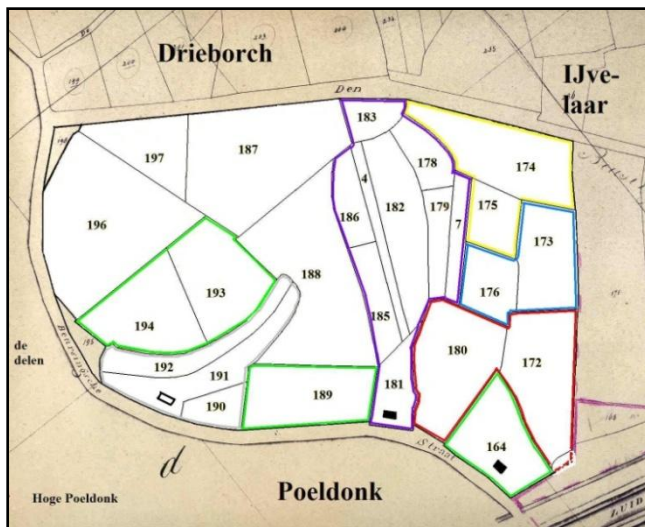 Drieborch
IJve-
laar
Den
183
174
197
187
178
4
186
182
179
7
175
173
196
176
188
193
194
185
180
172
de
delen
192
191
190
189
181
164
Straat
d
Hoge Poeldonk
Poeldonk
ZUID